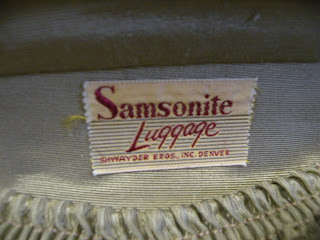 Samsonite
Luggage
SHWAYDER BROS., INC. DENVER